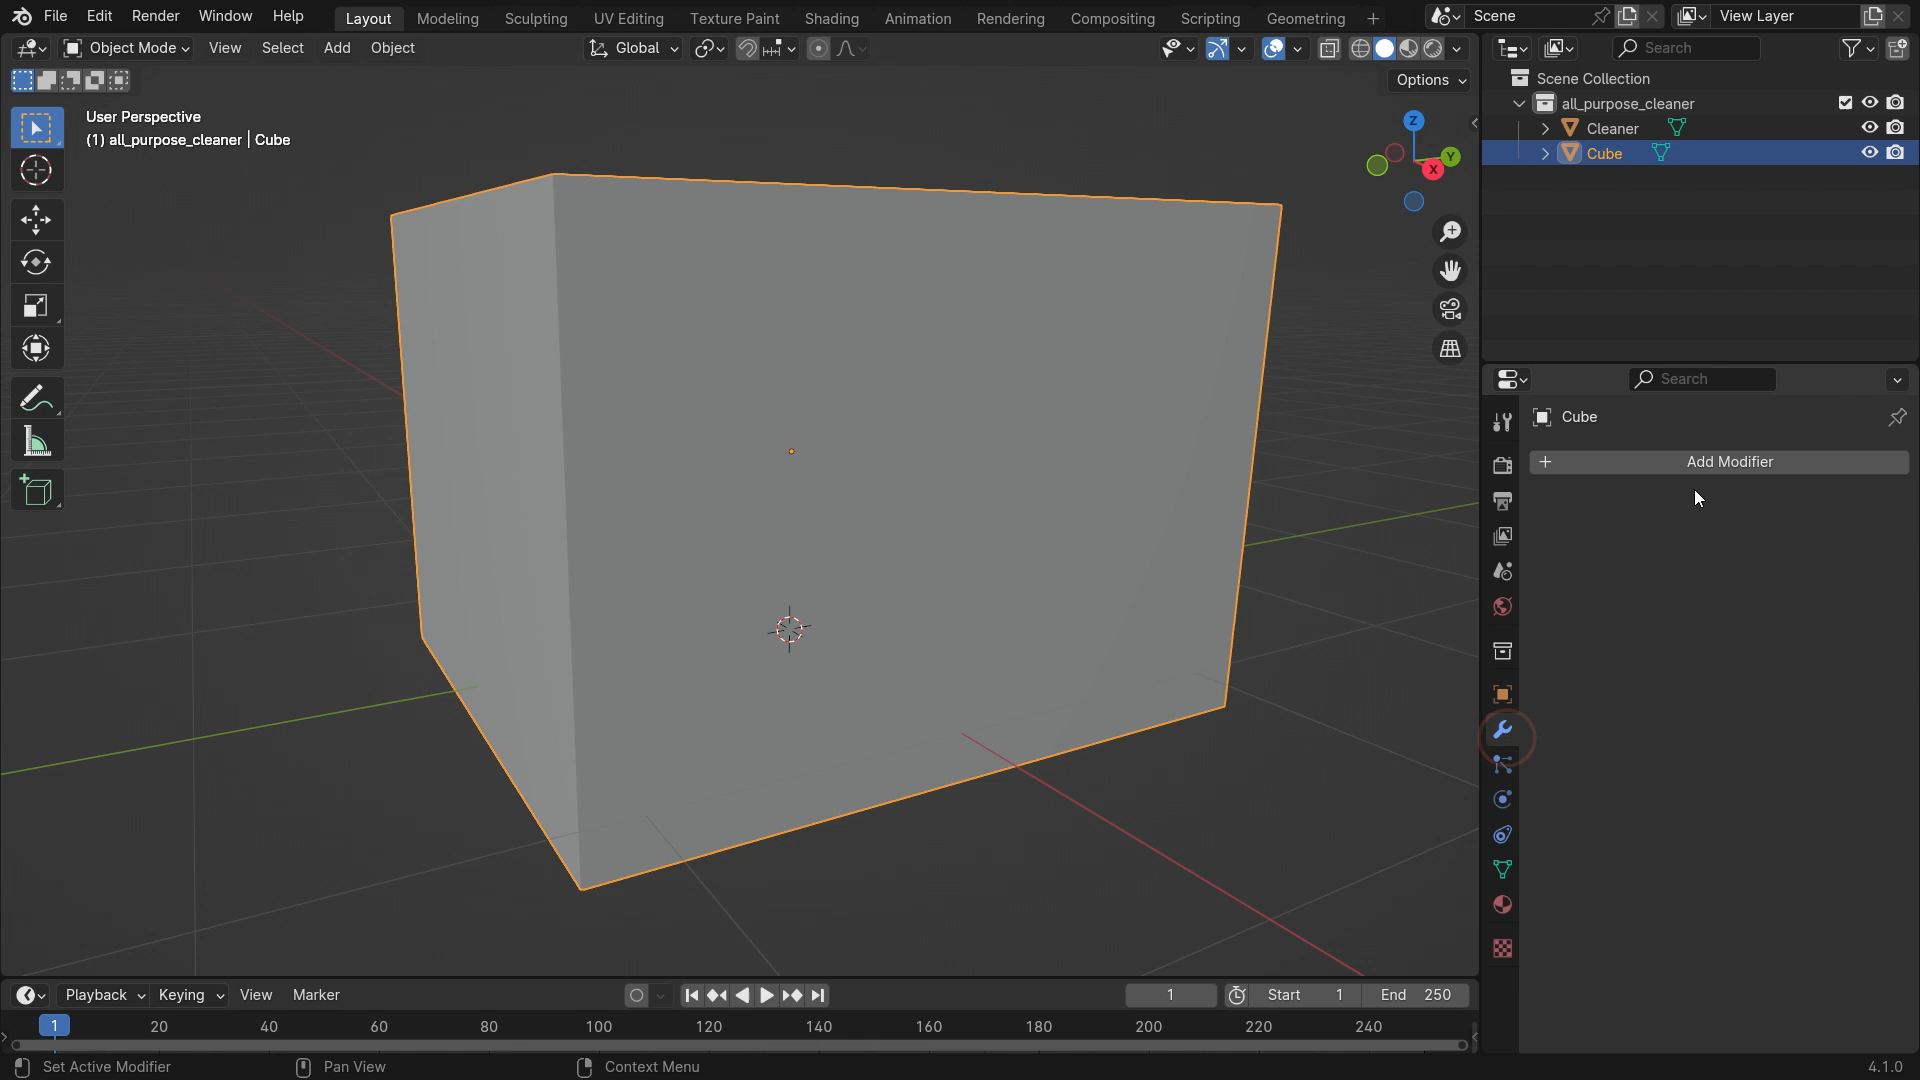 File Edit Render Window Help Layout Modeling Sculpting UV Editing Texture Paint Shading Animation Rendering Compositing Scripting Geometring Scene View Layer
Object Mode View Select Add Object Global Search
Options
Scene Collection
all_purpose_cleaner
Cleaner
Cube
User Perspective
(1) all_purpose_cleaner | Cube
Z
Y
X
Search
Cube
Add Modifier
Playback Keying View Marker 1 Start 1 End 250
1 20 40 60 80 100 120 140 160 180 200 220 240
Set Active Modifier Pan View Context Menu 4.1.0